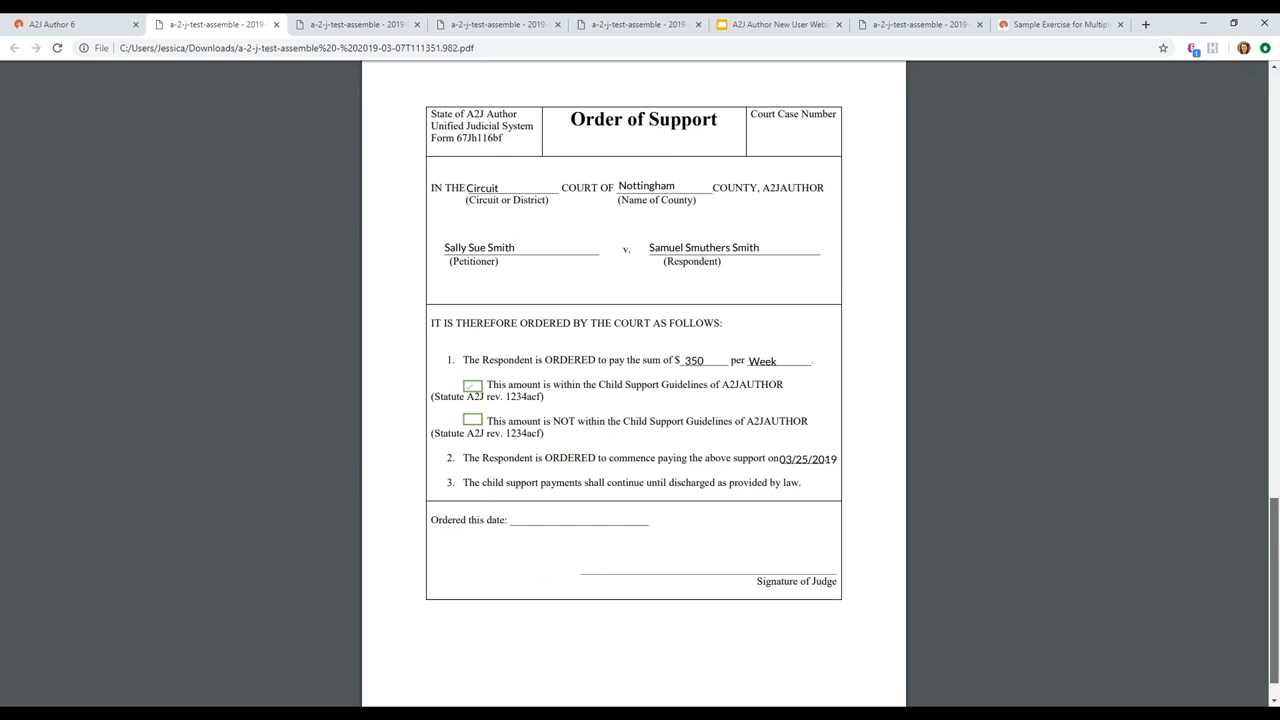 A2J Author 6
a-2-j-test-assemble - 2019-
a-2-j-test-assemble - 2019-
a-2-j-test-assemble - 2019-
a-2-j-test-assemble - 2019-
A2J Author New User Web
a-2-j-test-assemble - 2019-
Sample Exercise for Multipl
File
C:/Users/Jessica/Downloads/a-2-j-test-assemble%20-%202019-03-07T111351.982.pdf
State of A2J Author
Unified Judicial System
Form 67Jh116bf
Order of Support
Court Case Number
IN THE Circuit COURT OF Nottingham COUNTY, A2JAUTHOR
(Circuit or District) (Name of County)
Sally Sue Smith v. Samuel Smuthers Smith
(Petitioner) (Respondent)
IT IS THEREFORE ORDERED BY THE COURT AS FOLLOWS:
1. The Respondent is ORDERED to pay the sum of $ 350 per Week .
This amount is within the Child Support Guidelines of A2JAUTHOR
(Statute A2J rev. 1234acf)
This amount is NOT within the Child Support Guidelines of A2JAUTHOR
(Statute A2J rev. 1234acf)
2. The Respondent is ORDERED to commence paying the above support on 03/25/2019
3. The child support payments shall continue until discharged as provided by law.
Ordered this date:
Signature of Judge